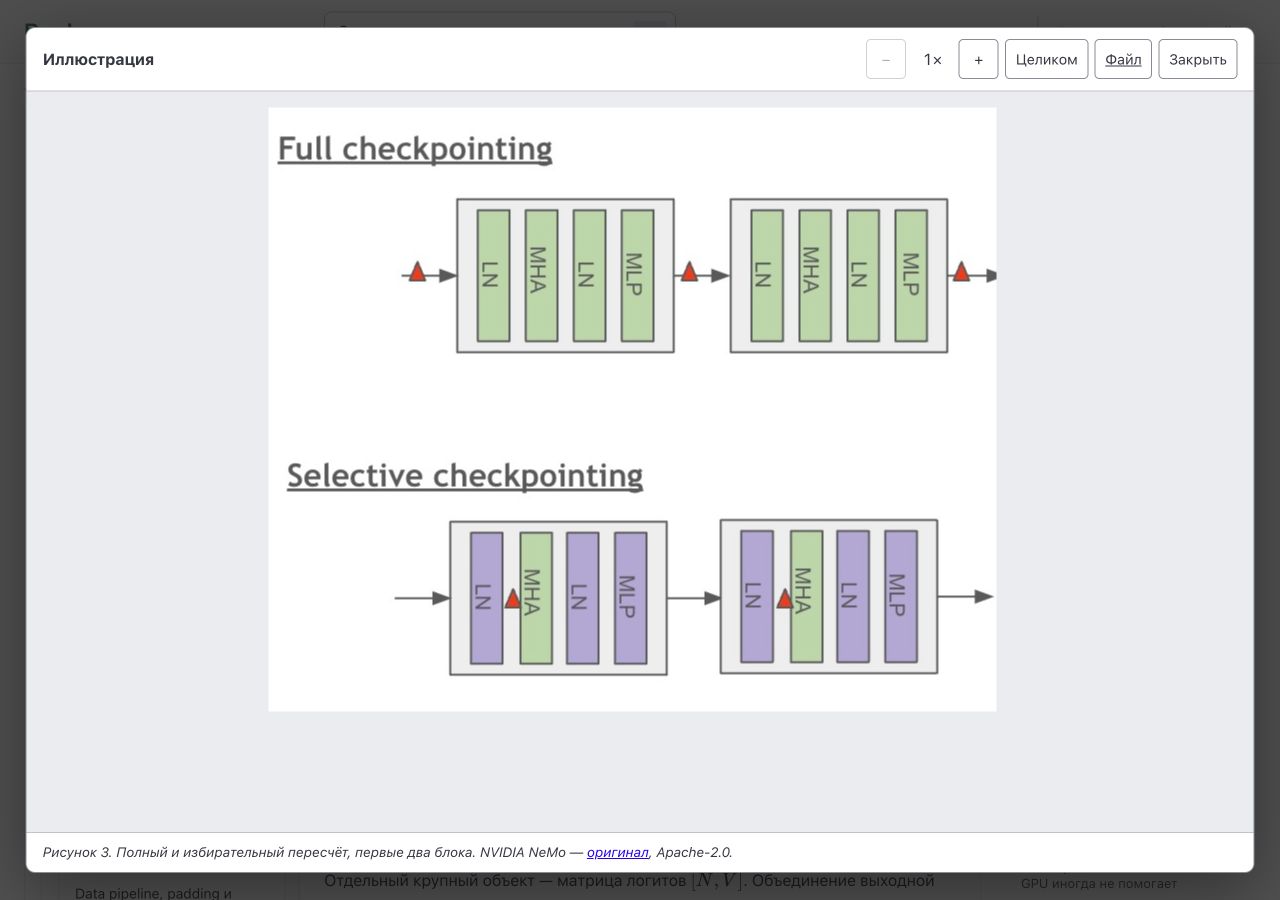 Иллюстрация
− 1× + Целиком Файл Закрыть
Full checkpointing
LN MHA LN MLP LN MHA LN MLP
Selective checkpointing
LN MHA LN MLP LN MHA LN MLP
Рисунок 3. Полный и избирательный пересчёт, первые два блока. NVIDIA NeMo — оригинал, Apache-2.0.
Отдельный крупный объект — матрица логитов [N, V]. Объединение выходной
GPU иногда не помогает
Data pipeline, padding и